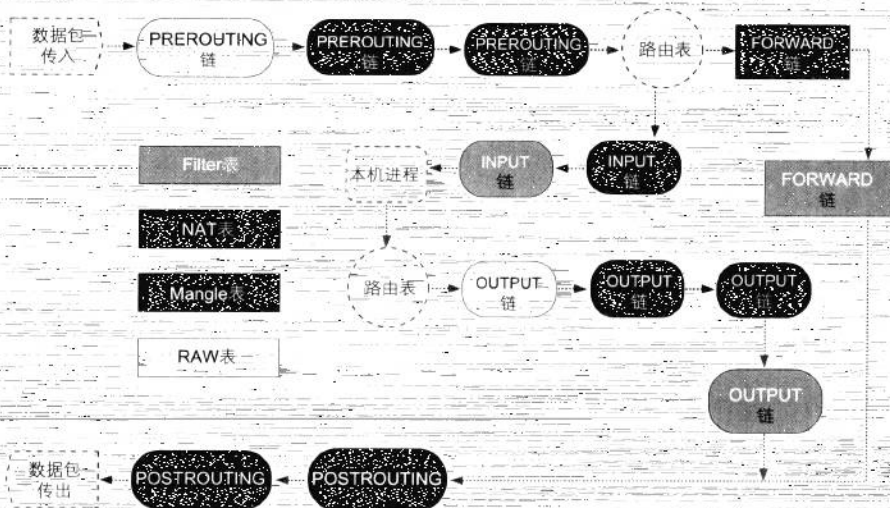 数据包
传入
PREROUTING
链
PREROUTING
链
PREROUTING
链
路由表
FORWARD
链
Filter表
本机进程
INPUT
链
INPUT
链
FORWARD
链
NAT表
Mangle表
路由表
OUTPUT
链
OUTPUT
链
OUTPUT
链
RAW表
OUTPUT
链
数据包
传出
POSTROUTING
POSTROUTING